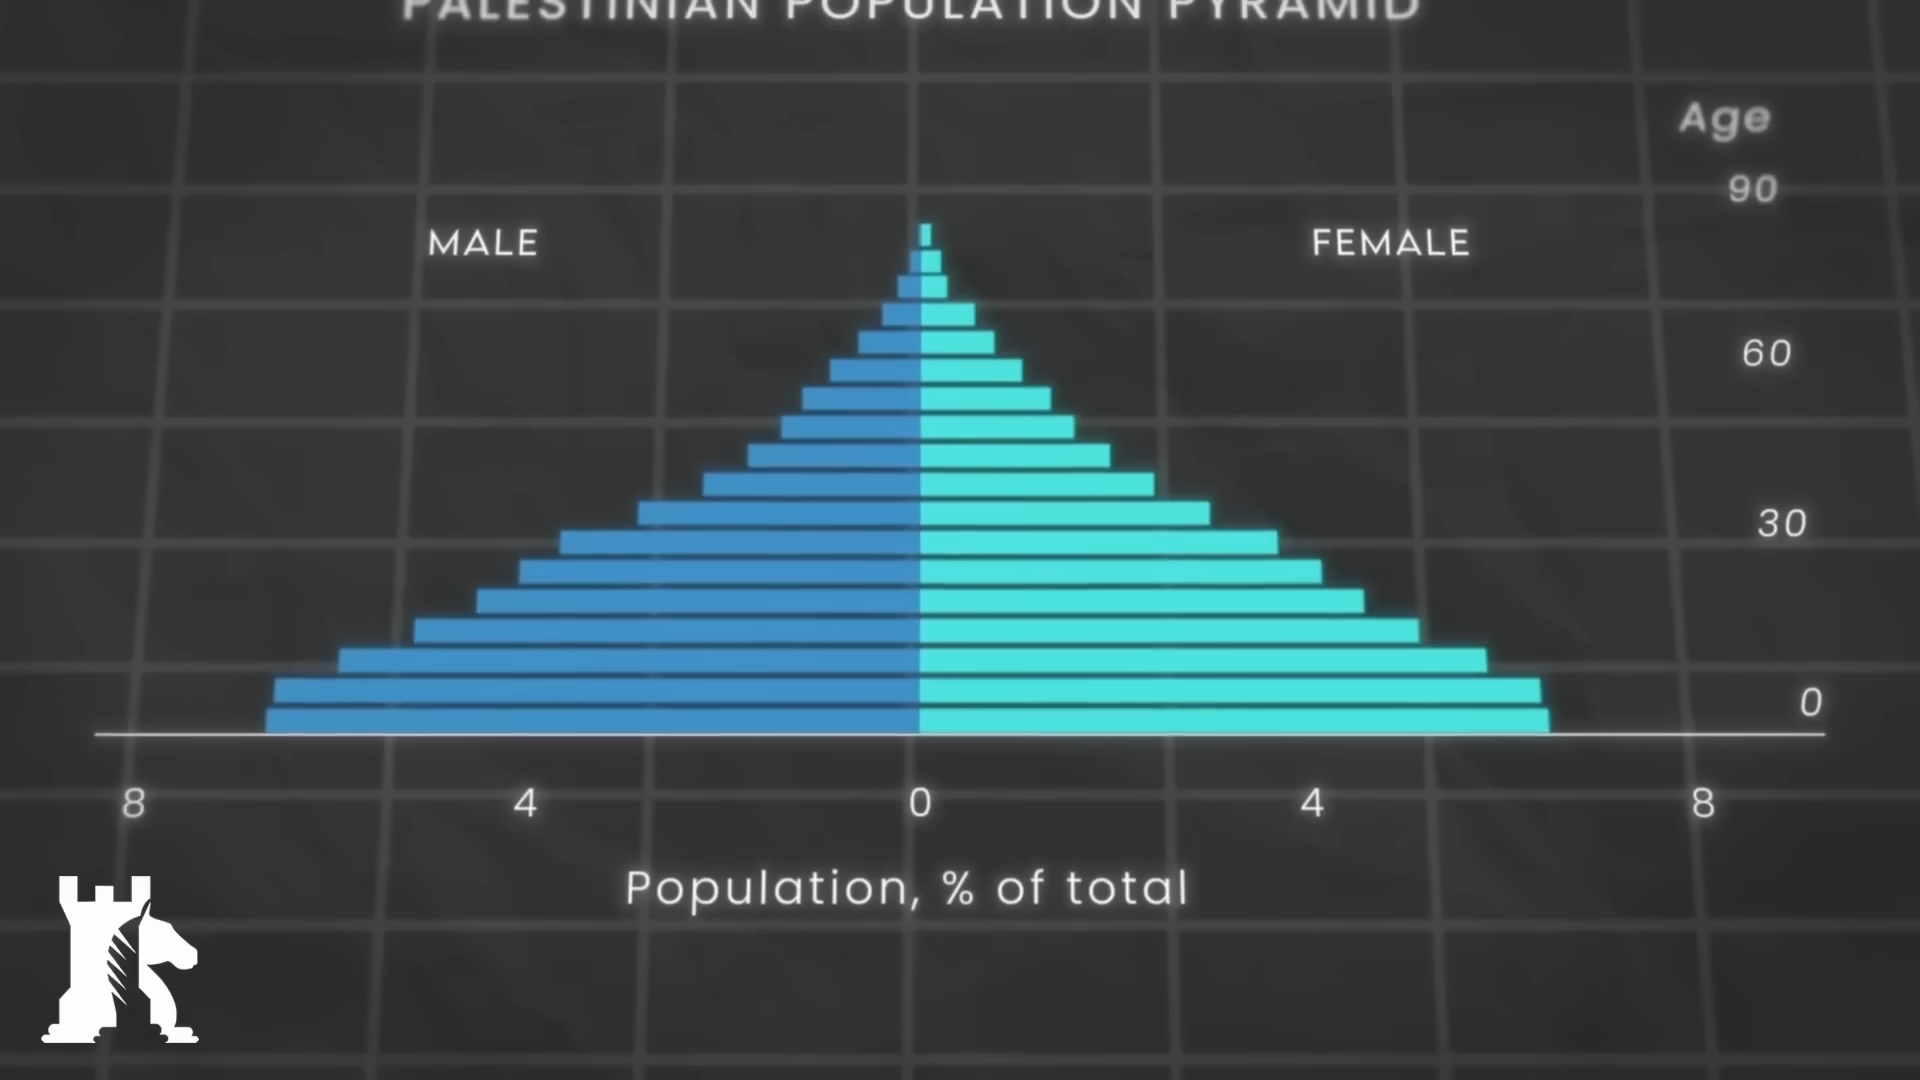 PALESTINIAN POPULATION PYRAMID
Age
90
MALE
FEMALE
60
30
0
8 4 0 4 8
Population, % of total